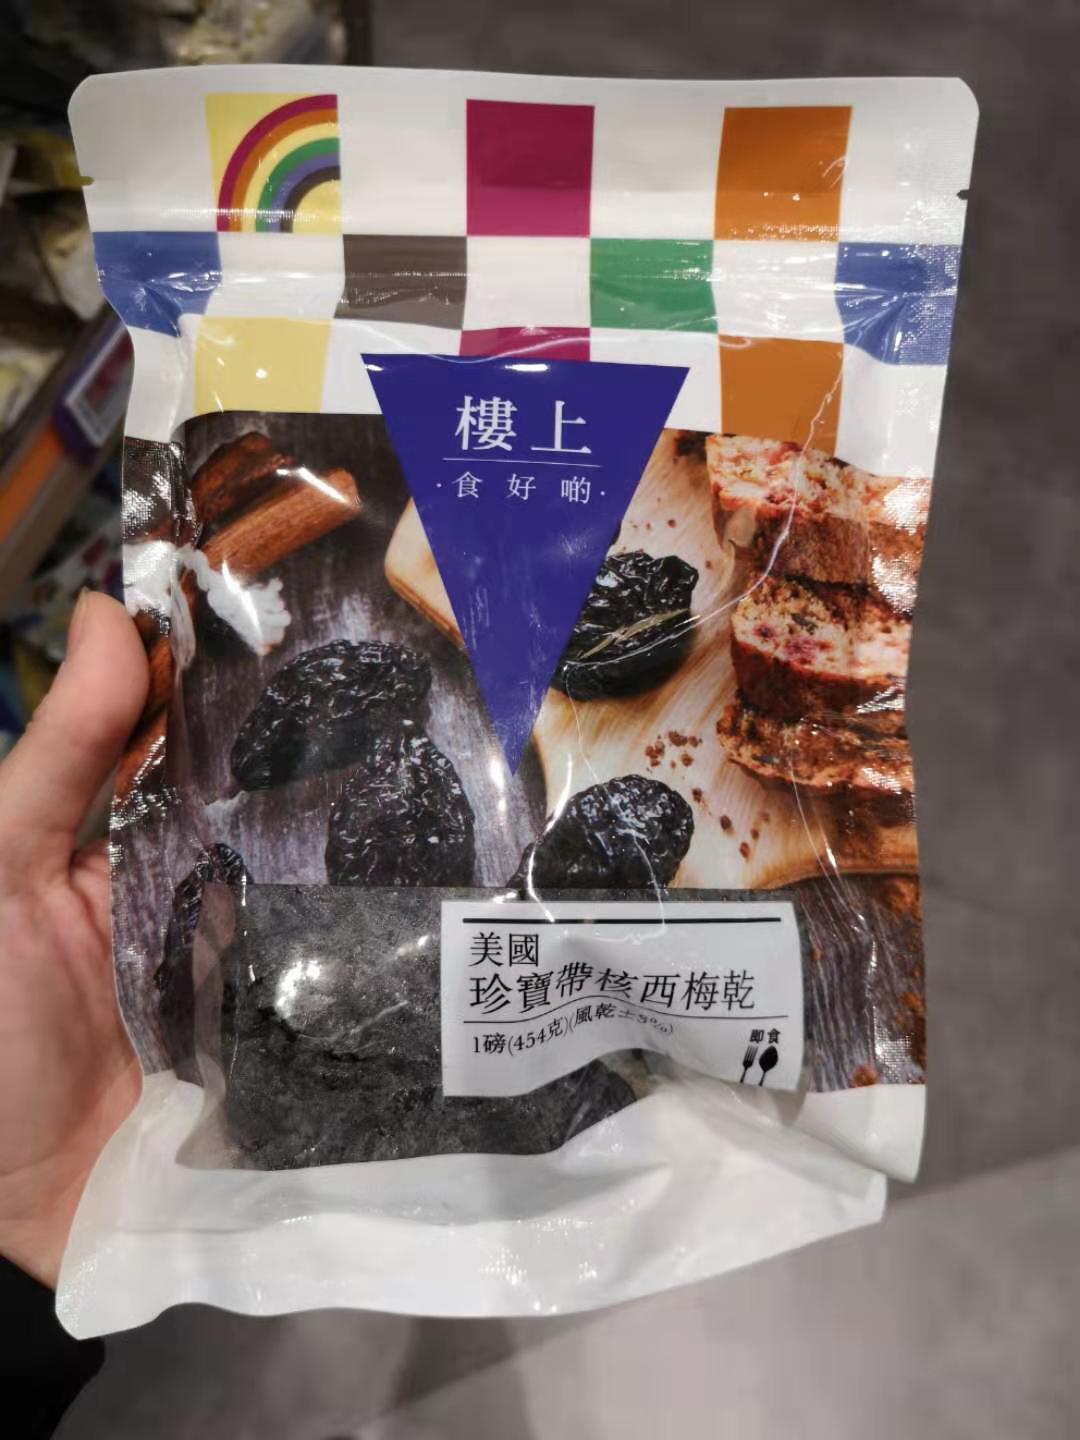 樓上
·食好啲·
美國
珍寶帶核西梅乾
1磅(454克)(風乾±5%)
即食